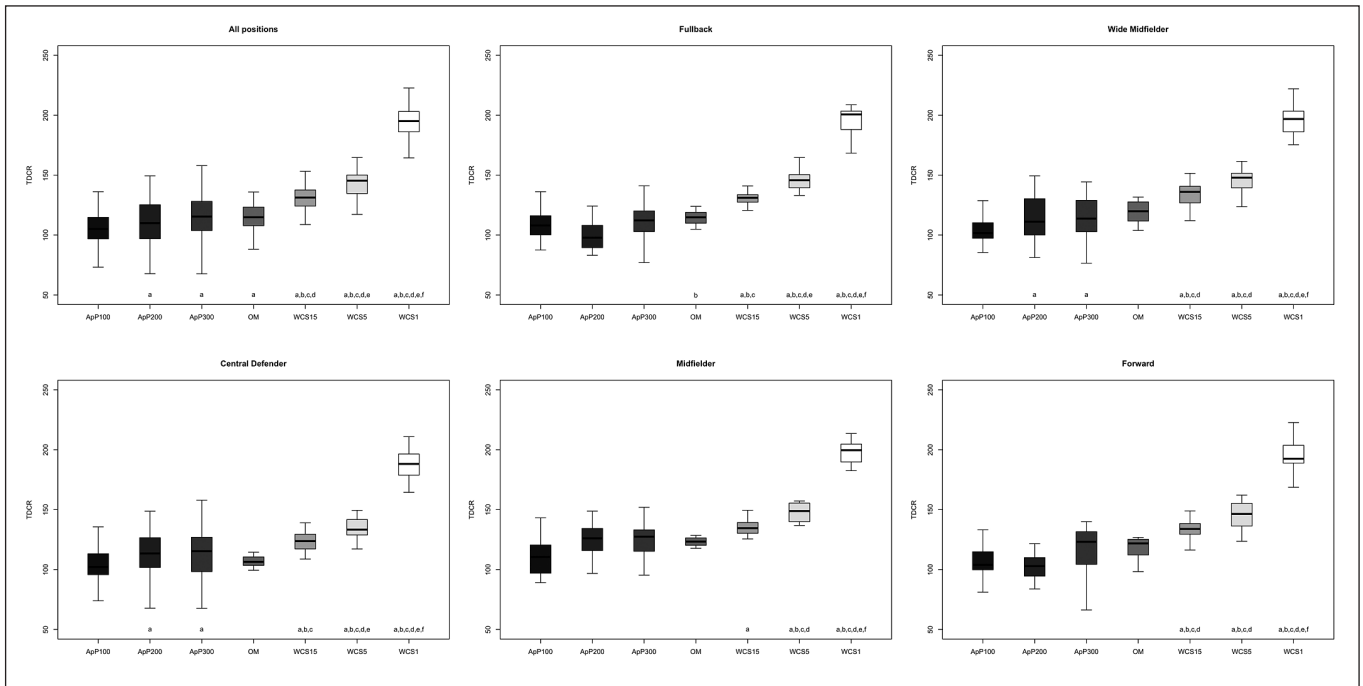 All positions
Fullback
Wide Midfielder
TDCR
250
200
150
100
50
a
a
a
a,b,c,d
a,b,c,d,e
a,b,c,d,e,f
ApP100
ApP200
ApP300
OM
WCS15
WCS5
WCS1
TDCR
250
200
150
100
50
b
a,b,c
a,b,c,d,e
a,b,c,d,e,f
ApP100
ApP200
ApP300
OM
WCS15
WCS5
WCS1
TDCR
250
200
150
100
50
a
a
a,b,c,d
a,b,c,d
a,b,c,d,e,f
ApP100
ApP200
ApP300
OM
WCS15
WCS5
WCS1
Central Defender
Midfielder
Forward
TDCR
250
200
150
100
50
a
a
a,b,c
a,b,c,d,e
a,b,c,d,e,f
ApP100
ApP200
ApP300
OM
WCS15
WCS5
WCS1
TDCR
250
200
150
100
50
a
a,b,c,d
a,b,c,d,e,f
ApP100
ApP200
ApP300
OM
WCS15
WCS5
WCS1
TDCR
250
200
150
100
50
a,b,c,d
a,b,c,d
a,b,c,d,e,f
ApP100
ApP200
ApP300
OM
WCS15
WCS5
WCS1